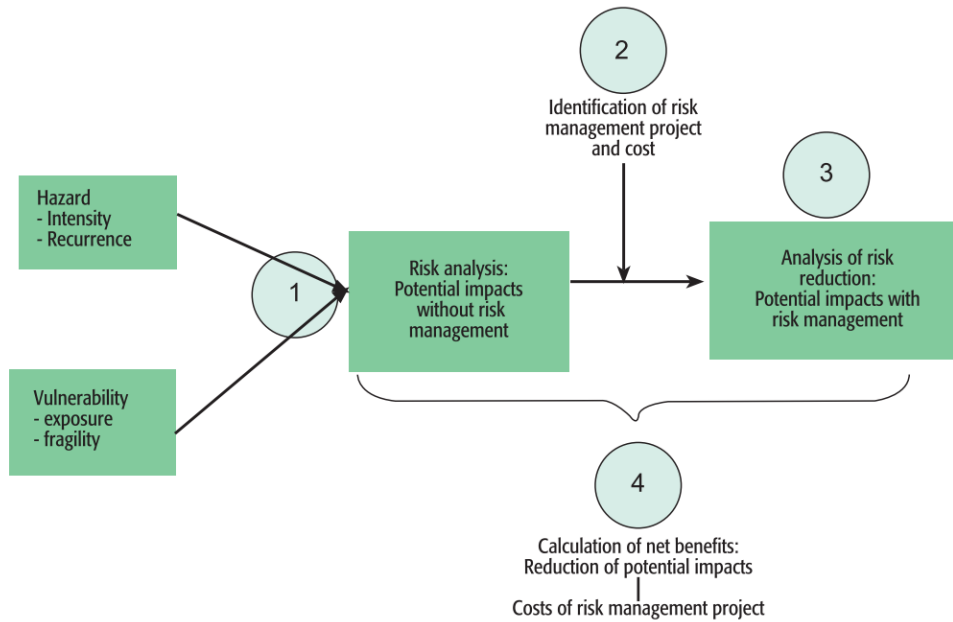 2
Identification of risk
management project
and cost
3
Hazard
- Intensity
- Recurrence
1
Risk analysis:
Potential impacts
without risk
management
Analysis of risk
reduction:
Potential impacts with
risk management
Vulnerability
- exposure
- fragility
4
Calculation of net benefits:
Reduction of potential impacts
Costs of risk management project